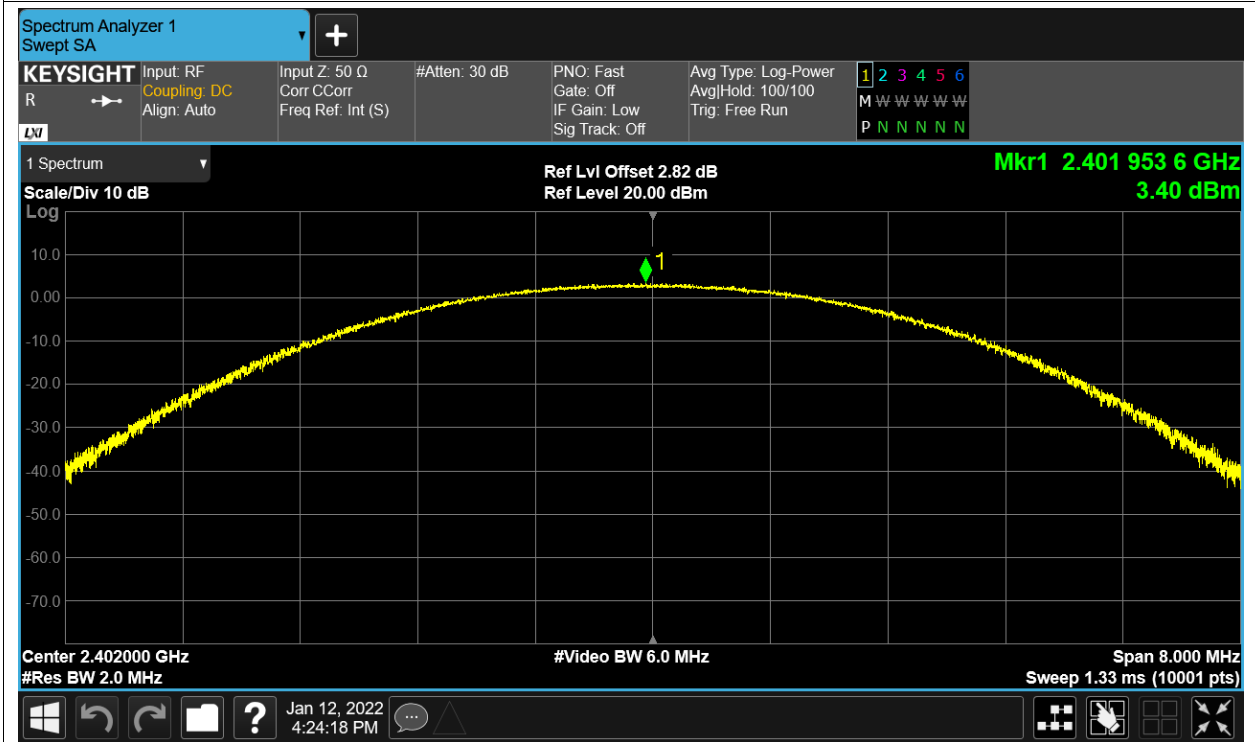 Spectrum Analyzer 1
Swept SA
+
KEYSIGHT
R
LXI
Input: RF
Coupling: DC
Align: Auto
Input Z: 50 Ω
Corr CCorr
Freq Ref: Int (S)
#Atten: 30 dB
PNO: Fast
Gate: Off
IF Gain: Low
Sig Track: Off
Avg Type: Log-Power
Avg|Hold: 100/100
Trig: Free Run
1 2 3 4 5 6
M W W W W W
P N N N N N
1 Spectrum
Scale/Div 10 dB
Ref Lvl Offset 2.82 dB
Ref Level 20.00 dBm
Mkr1 2.401 953 6 GHz
3.40 dBm
Log
10.0
0.00
-10.0
-20.0
-30.0
-40.0
-50.0
-60.0
-70.0
1
Center 2.402000 GHz
#Res BW 2.0 MHz
#Video BW 6.0 MHz
Span 8.000 MHz
Sweep 1.33 ms (10001 pts)
?
Jan 12, 2022
4:24:18 PM